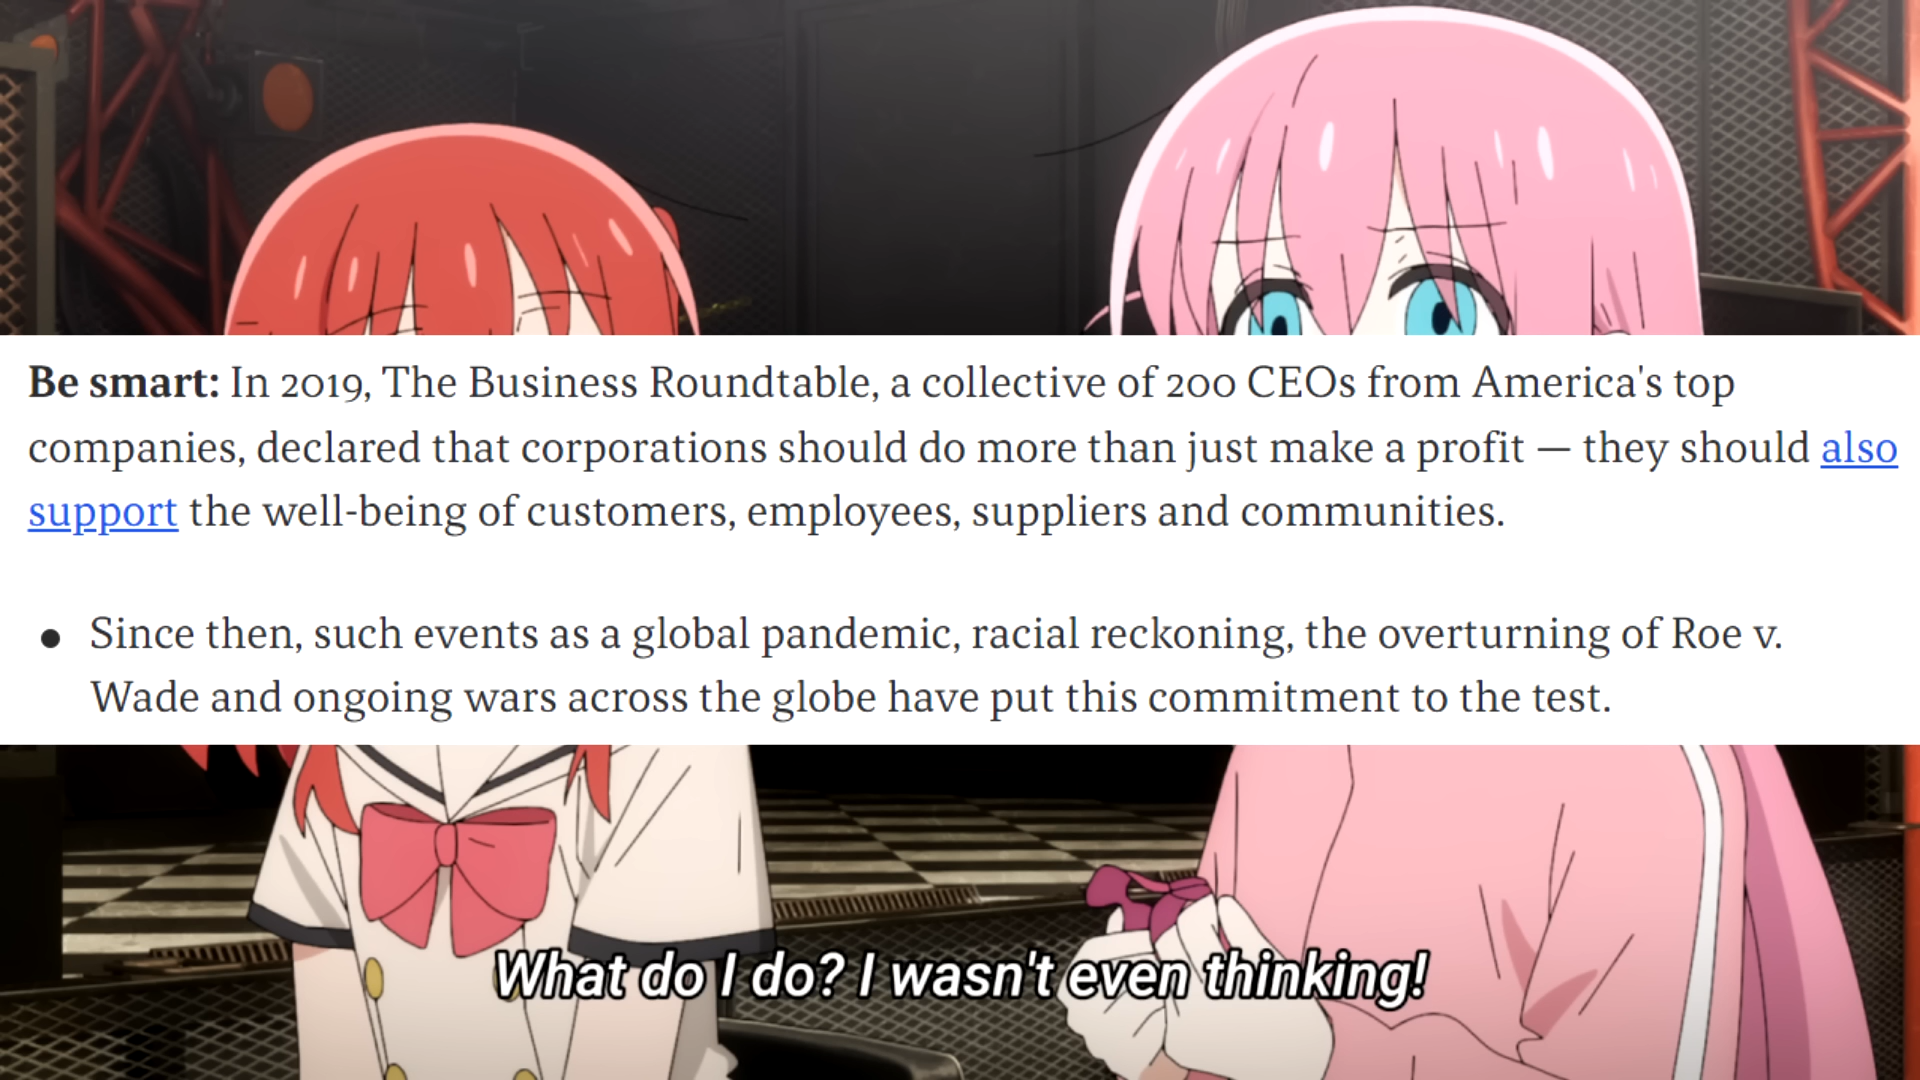 Be smart: In 2019, The Business Roundtable, a collective of 200 CEOs from America's top
companies, declared that corporations should do more than just make a profit — they should also
support the well-being of customers, employees, suppliers and communities.
● Since then, such events as a global pandemic, racial reckoning, the overturning of Roe v.
Wade and ongoing wars across the globe have put this commitment to the test.
What do I do? I wasn't even thinking!